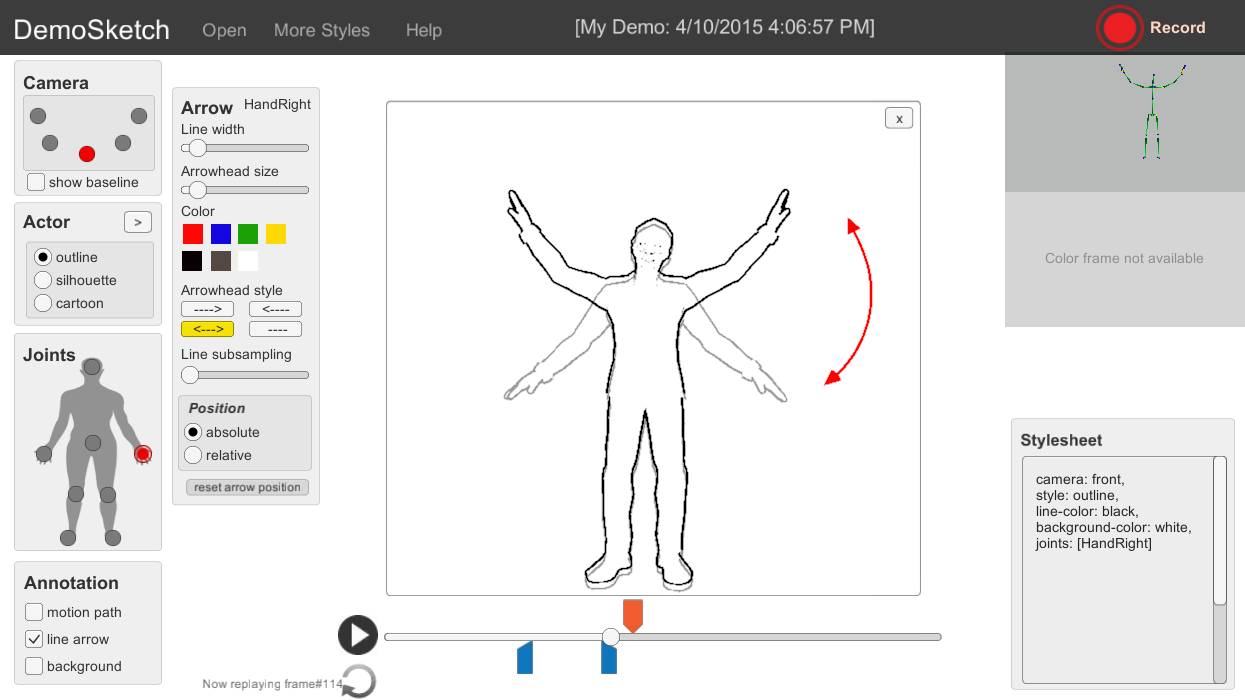 DemoSketch Open More Styles Help [My Demo: 4/10/2015 4:06:57 PM] Record
Camera
show baseline
Actor >
outline
silhouette
cartoon
Joints
Annotation
motion path
line arrow
background
Arrow HandRight
Line width
Arrowhead size
Color
Arrowhead style
----> <----
<---> ----
Line subsampling
Position
absolute
relative
reset arrow position
x
Now replaying frame#114
Color frame not available
Stylesheet
camera: front,
style: outline,
line-color: black,
background-color: white,
joints: [HandRight]